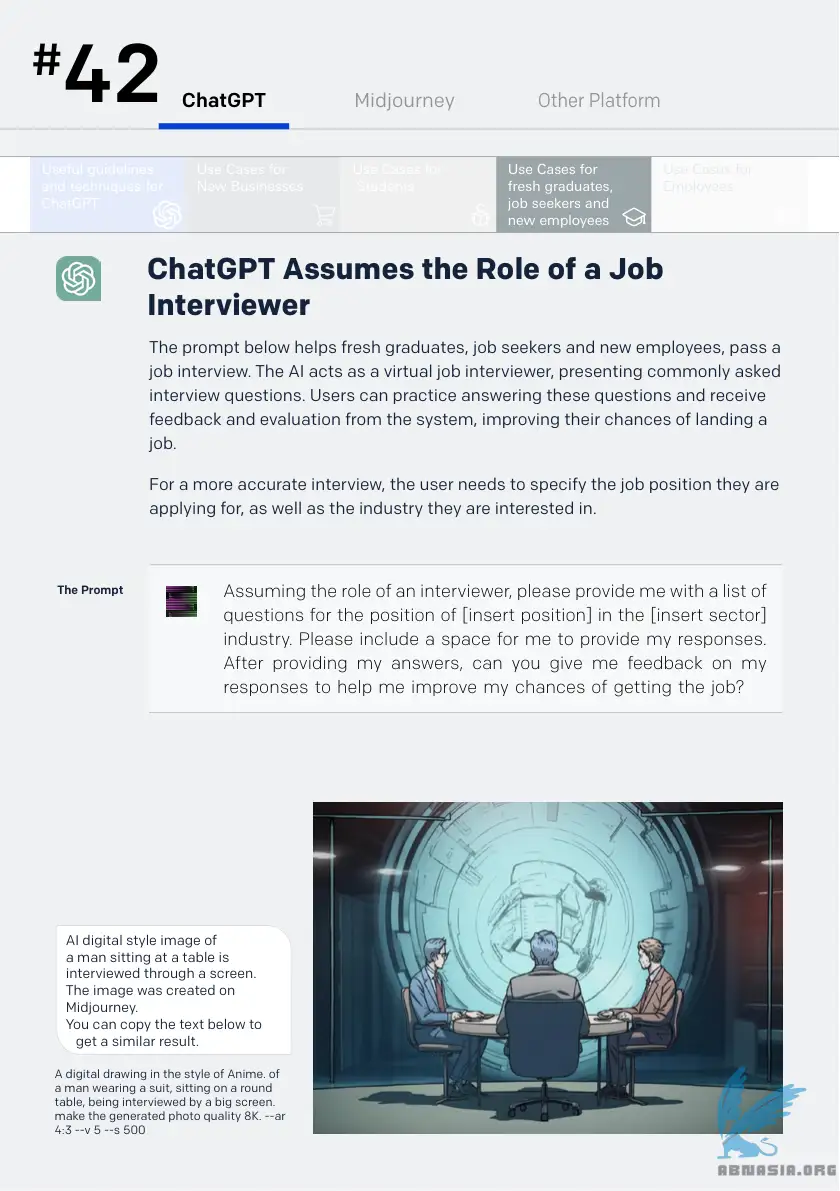 #42
ChatGPT
Midjourney
Other Platform
Useful guidelines
and techniques for
ChatGPT
Use Cases for
New Businesses
Use Cases for
Students
Use Cases for
fresh graduates,
job seekers and
new employees
Use Cases for
Employees
ChatGPT Assumes the Role of a Job
Interviewer
The prompt below helps fresh graduates, job seekers and new employees, pass a
job interview. The AI acts as a virtual job interviewer, presenting commonly asked
interview questions. Users can practice answering these questions and receive
feedback and evaluation from the system, improving their chances of landing a
job.
For a more accurate interview, the user needs to specify the job position they are
applying for, as well as the industry they are interested in.
The Prompt
Assuming the role of an interviewer, please provide me with a list of
questions for the position of [insert position] in the [insert sector]
industry. Please include a space for me to provide my responses.
After providing my answers, can you give me feedback on my
responses to help me improve my chances of getting the job?
AI digital style image of
a man sitting at a table is
interviewed through a screen.
The image was created on
Midjourney.
You can copy the text below to
get a similar result.
A digital drawing in the style of Anime. of
a man wearing a suit, sitting on a round
table, being interviewed by a big screen.
make the generated photo quality 8K. --ar
4:3 --v 5 --s 500
ABNASIA.ORG